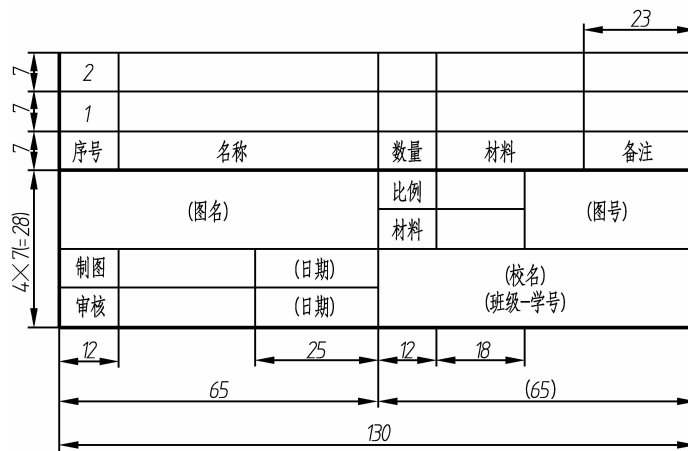 23
7
2
7
1
7
序号 名称 数量 材料 备注
4×7(=28)
(图名) 比例 (图号)
材料
制图 (日期) (校名)
审核 (日期) (班级-学号)
12 25 12 18
65 (65)
130